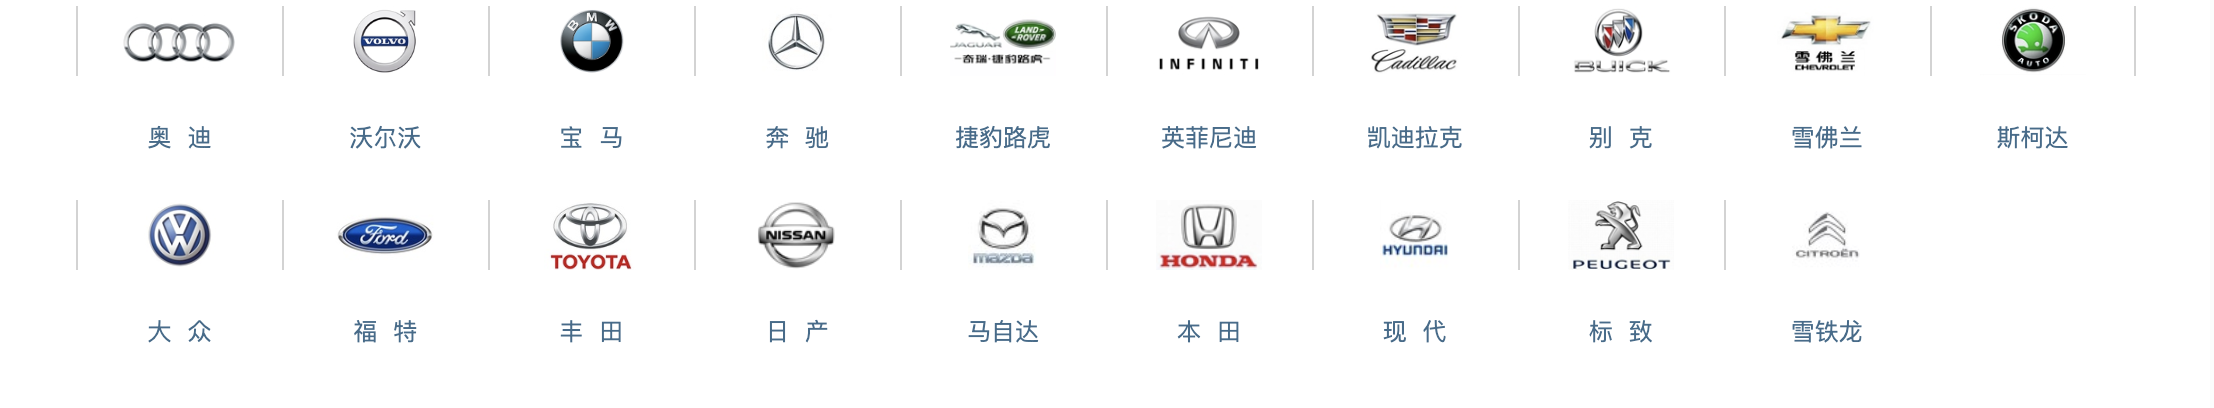 VOLVO
BMW
JAGUAR LAND-ROVER
奇瑞·捷豹路虎
INFINITI
Cadillac
BUICK
雪佛兰
CHEVROLET
SKODA
AUTO
奥迪 沃尔沃 宝马 奔驰 捷豹路虎 英菲尼迪 凯迪拉克 别克 雪佛兰 斯柯达
Ford
TOYOTA
NISSAN
mazda
HONDA
HYUNDAI
PEUGEOT
CITROËN
大众 福特 丰田 日产 马自达 本田 现代 标致 雪铁龙